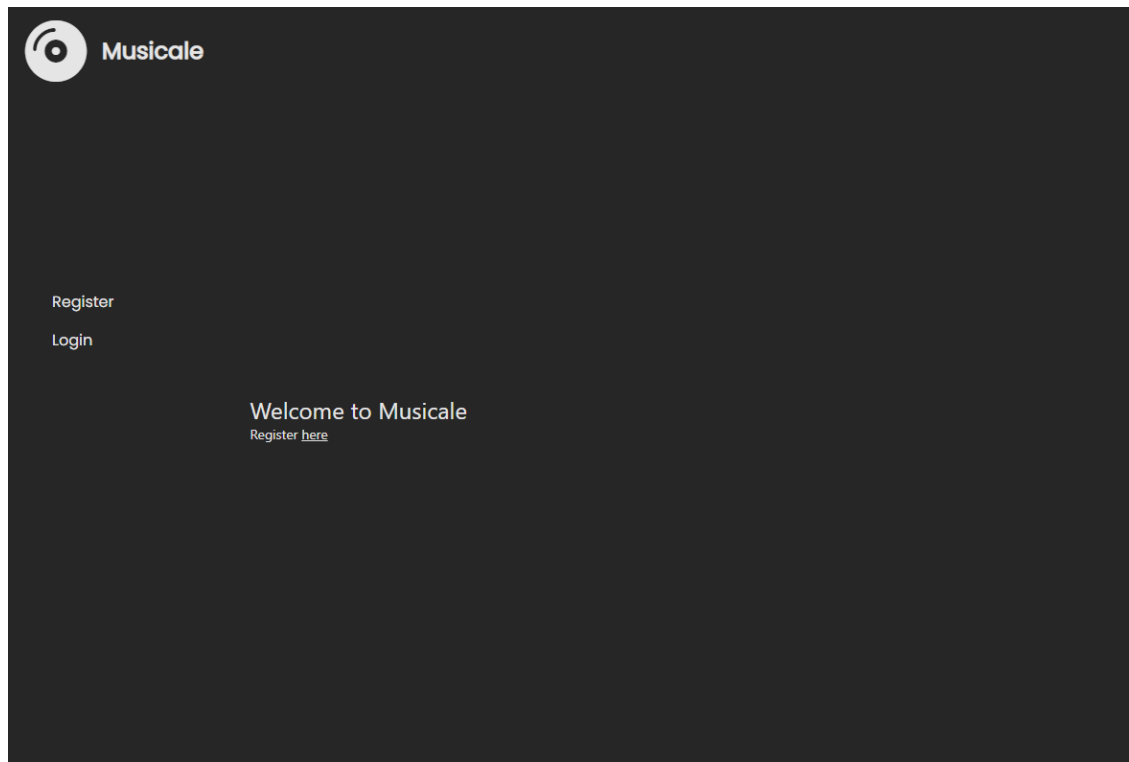 Musicale
Register
Login
Welcome to Musicale
Register here